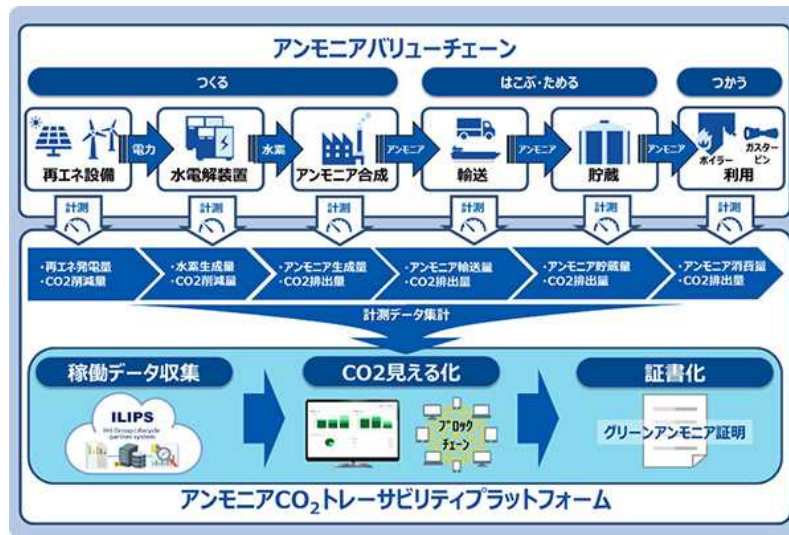 アンモニアバリューチェーン
つくる
はこぶ・ためる
つかう
再エネ設備
電力
水電解装置
水素
アンモニア合成
アンモニア
輸送
アンモニア
貯蔵
アンモニア
ボイラー
ガスター
ビン
利用
計測
計測
計測
計測
計測
計測
・再エネ発電量
・CO2削減量
・水素生成量
・CO2削減量
・アンモニア生成量
・CO2排出量
・アンモニア輸送量
・CO2排出量
・アンモニア貯蔵量
・CO2排出量
・アンモニア消費量
・CO2排出量
計測データ集計
稼働データ収集
CO2見える化
証書化
ILIPS
IHI Group Lifecycle
partner system
ブロック
チェーン
グリーンアンモニア証明
アンモニアCO₂トレーサビリティプラットフォーム